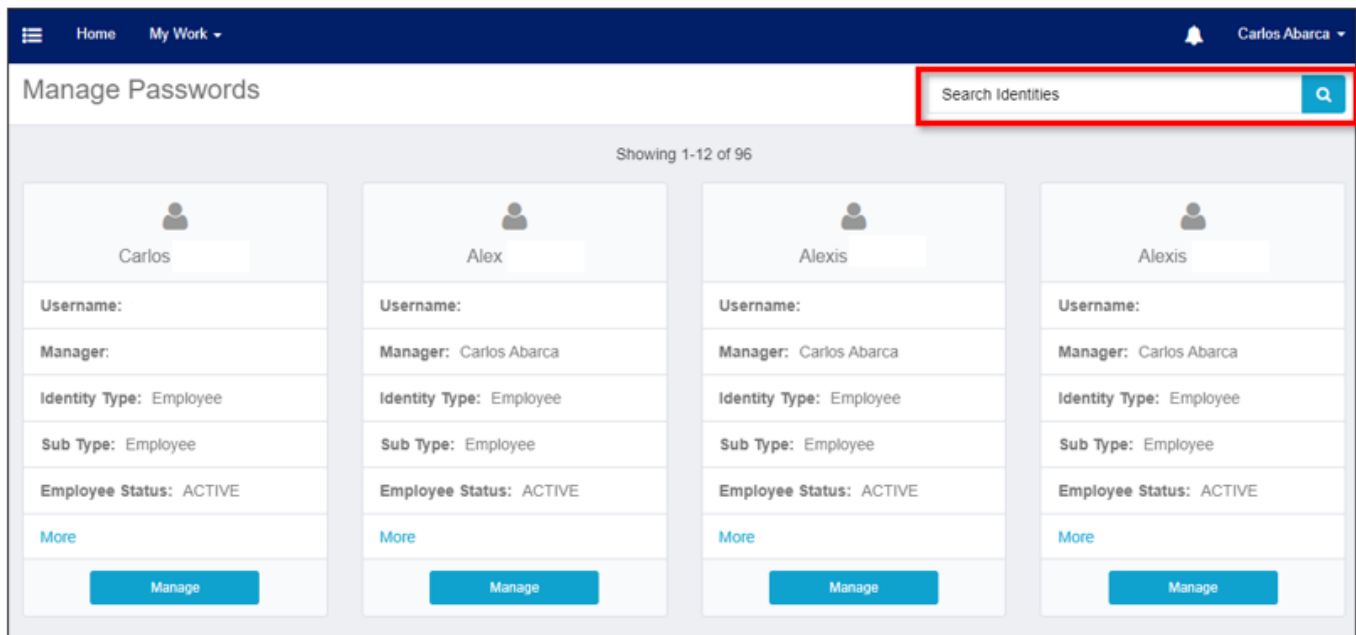 Home My Work Carlos Abarca
Manage Passwords
Search Identities
Showing 1-12 of 96
Carlos
Username:
Manager:
Identity Type: Employee
Sub Type: Employee
Employee Status: ACTIVE
More
Manage
Alex
Username:
Manager: Carlos Abarca
Identity Type: Employee
Sub Type: Employee
Employee Status: ACTIVE
More
Manage
Alexis
Username:
Manager: Carlos Abarca
Identity Type: Employee
Sub Type: Employee
Employee Status: ACTIVE
More
Manage
Alexis
Username:
Manager: Carlos Abarca
Identity Type: Employee
Sub Type: Employee
Employee Status: ACTIVE
More
Manage